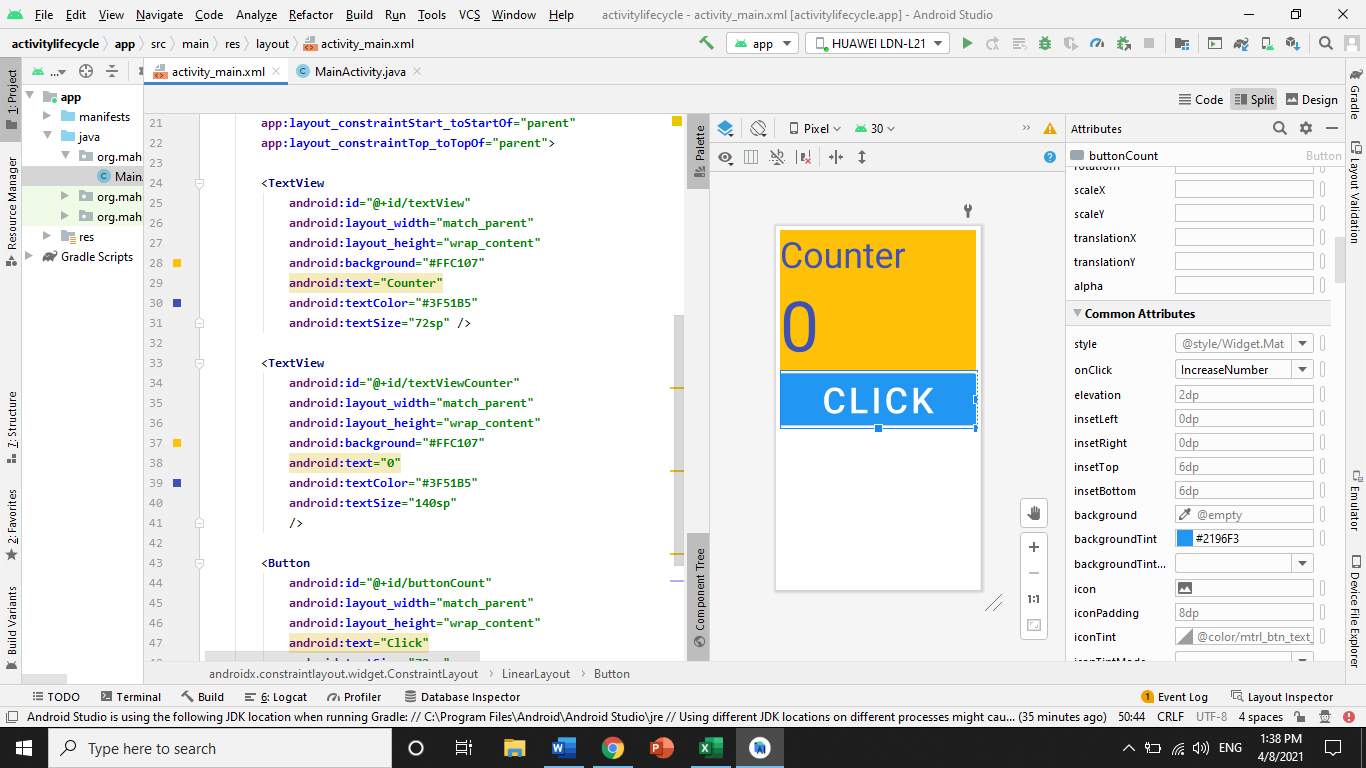 File Edit View Navigate Code Analyze Refactor Build Run Tools VCS Window Help activitylifecycle - activity_main.xml [activitylifecycle.app] - Android Studio
activitylifecycle app src main res layout activity_main.xml app HUAWEI LDN-L21
1: Project
Resource Manager
7: Structure
2: Favorites
Build Variants
...
app
manifests
java
org.mah
Main
org.mah
org.mah
res
Gradle Scripts
activity_main.xml MainActivity.java
Code Split Design
21 app:layout_constraintStart_toStartOf="parent"
22 app:layout_constraintTop_toTopOf="parent">
23
24 <TextView
25 android:id="@+id/textView"
26 android:layout_width="match_parent"
27 android:layout_height="wrap_content"
28 android:background="#FFC107"
29 android:text="Counter"
30 android:textColor="#3F51B5"
31 android:textSize="72sp" />
32
33 <TextView
34 android:id="@+id/textViewCounter"
35 android:layout_width="match_parent"
36 android:layout_height="wrap_content"
37 android:background="#FFC107"
38 android:text="0"
39 android:textColor="#3F51B5"
40 android:textSize="140sp"
41 />
42
43 <Button
44 android:id="@+id/buttonCount"
45 android:layout_width="match_parent"
46 android:layout_height="wrap_content"
47 android:text="Click"
androidx.constraintlayout.widget.ConstraintLayout LinearLayout Button
Palette
Component Tree
Pixel 30
Counter
0
CLICK
1:1
Attributes
buttonCount Button
scaleX
scaleY
translationX
translationY
alpha
Common Attributes
style @style/Widget.Mat
onClick IncreaseNumber
elevation 2dp
insetLeft 0dp
insetRight 0dp
insetTop 6dp
insetBottom 6dp
background @empty
backgroundTint #2196F3
backgroundTint...
icon
iconPadding 8dp
iconTint @color/mtrl_btn_text_
Gradle
Layout Validation
Emulator
Device File Explorer
TODO Terminal Build 6: Logcat Profiler Database Inspector 1 Event Log Layout Inspector
Android Studio is using the following JDK location when running Gradle: // C:\Program Files\Android\Android Studio\jre // Using different JDK locations on different processes might cau... (35 minutes ago) 50:44 CRLF UTF-8 4 spaces
Type here to search ENG 1:38 PM
4/8/2021